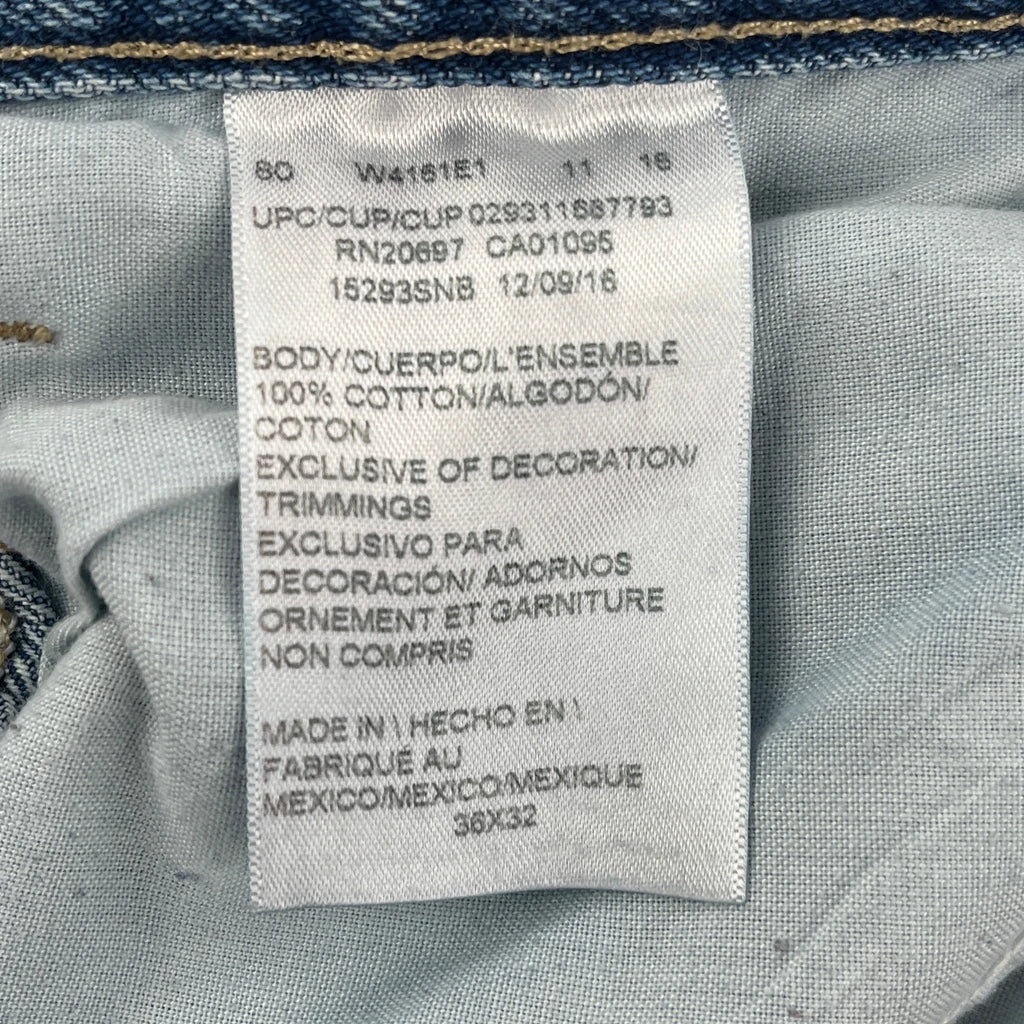 80 W4161E1 11 16
UPC/CUP/CUP 029311667793
RN20697 CA01095
15293SNB 12/09/16
BODY/CUERPO/L'ENSEMBLE
100% COTTON/ALGODÓN/
COTON
EXCLUSIVE OF DECORATION/
TRIMMINGS
EXCLUSIVO PARA
DECORACIÓN/ ADORNOS
ORNEMENT ET GARNITURE
NON COMPRIS
MADE IN \ HECHO EN \
FABRIQUÉ AU
MEXICO/MEXICO/MEXIQUE
36X32